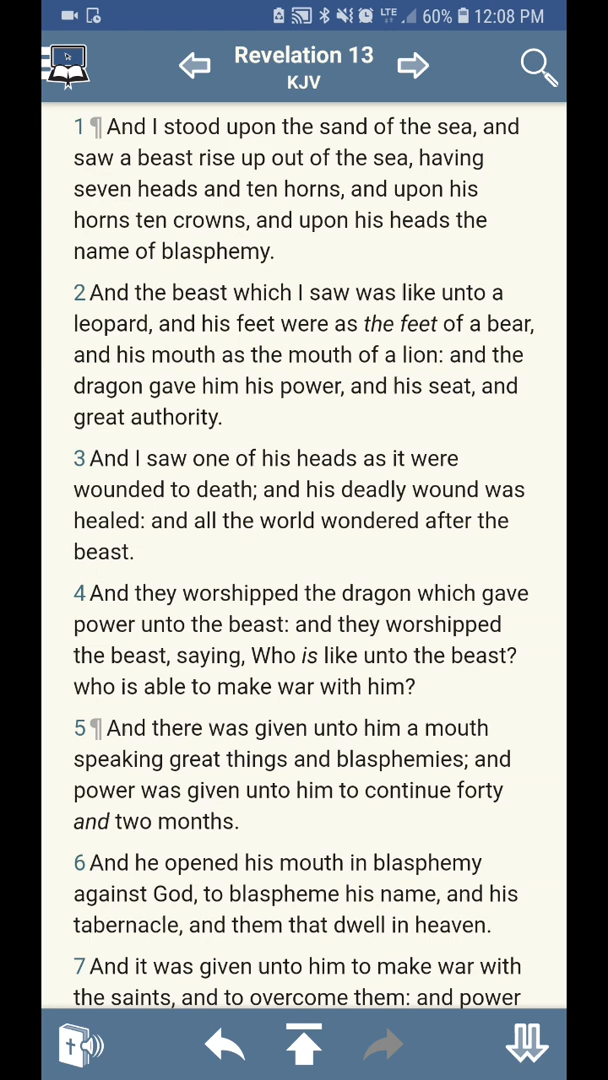 LTE 60% 12:08 PM
Revelation 13
KJV
1 ¶ And I stood upon the sand of the sea, and
saw a beast rise up out of the sea, having
seven heads and ten horns, and upon his
horns ten crowns, and upon his heads the
name of blasphemy.
2 And the beast which I saw was like unto a
leopard, and his feet were as the feet of a bear,
and his mouth as the mouth of a lion: and the
dragon gave him his power, and his seat, and
great authority.
3 And I saw one of his heads as it were
wounded to death; and his deadly wound was
healed: and all the world wondered after the
beast.
4 And they worshipped the dragon which gave
power unto the beast: and they worshipped
the beast, saying, Who is like unto the beast?
who is able to make war with him?
5 ¶ And there was given unto him a mouth
speaking great things and blasphemies; and
power was given unto him to continue forty
and two months.
6 And he opened his mouth in blasphemy
against God, to blaspheme his name, and his
tabernacle, and them that dwell in heaven.
7 And it was given unto him to make war with
the saints, and to overcome them: and power